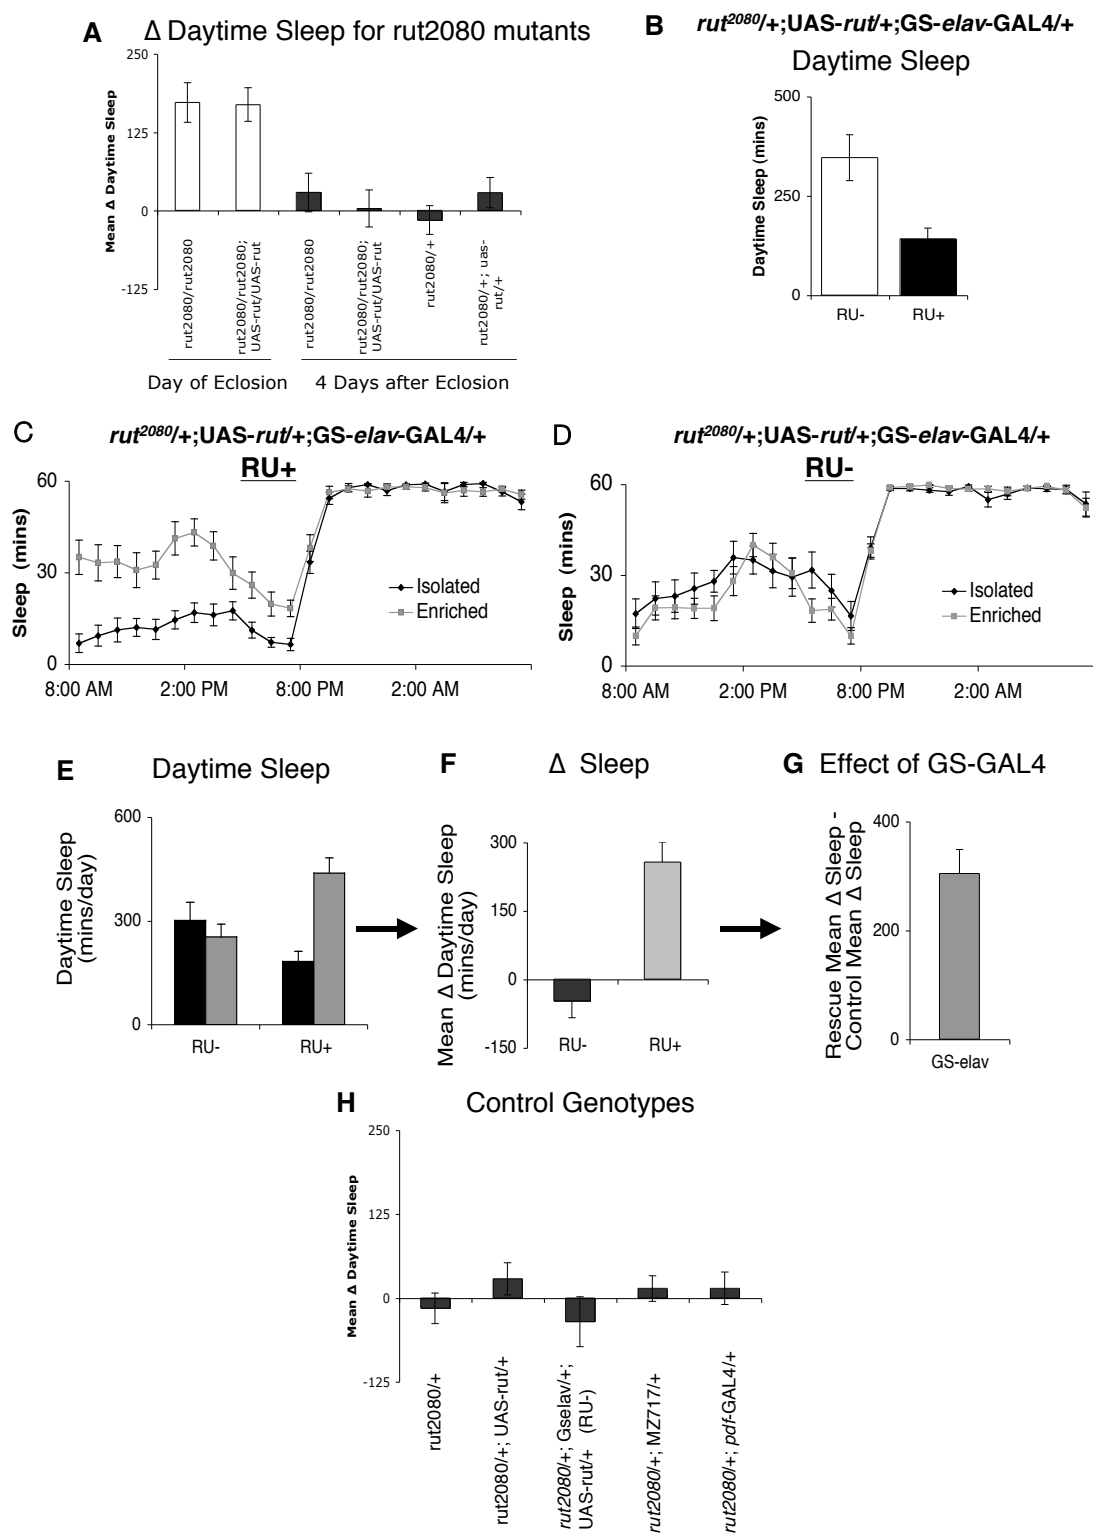 A Δ Daytime Sleep for rut2080 mutants
Mean Δ Daytime Sleep
250
125
0
-125
rut2080/rut2080
rut2080/rut2080;
UAS-rut/UAS-rut
rut2080/rut2080
rut2080/rut2080;
UAS-rut/UAS-rut
rut2080/+
rut2080/+; uas-
rut/+
Day of Eclosion
4 Days after Eclosion
B rut2080/+;UAS-rut/+;GS-elav-GAL4/+
Daytime Sleep
Daytime Sleep (mins)
500
250
0
RU-
RU+
C rut2080/+;UAS-rut/+;GS-elav-GAL4/+
RU+
Sleep (mins)
60
30
0
Isolated
Enriched
8:00 AM
2:00 PM
8:00 PM
2:00 AM
D rut2080/+;UAS-rut/+;GS-elav-GAL4/+
RU-
Sleep (mins)
60
30
0
Isolated
Enriched
8:00 AM
2:00 PM
8:00 PM
2:00 AM
E Daytime Sleep
Daytime Sleep
(mins/day)
600
300
0
RU-
RU+
F Δ Sleep
Mean Δ Daytime Sleep
(mins/day)
300
150
0
-150
RU-
RU+
G Effect of GS-GAL4
Rescue Mean Δ Sleep -
Control Mean Δ Sleep
400
200
0
GS-elav
H Control Genotypes
Mean Δ Daytime Sleep
250
125
0
-125
rut2080/+
rut2080/+; UAS-rut/+
rut2080/+; Gselav/+;
UAS-rut/+ (RU-)
rut2080/+; MZ717/+
rut2080/+; pdf-GAL4/+